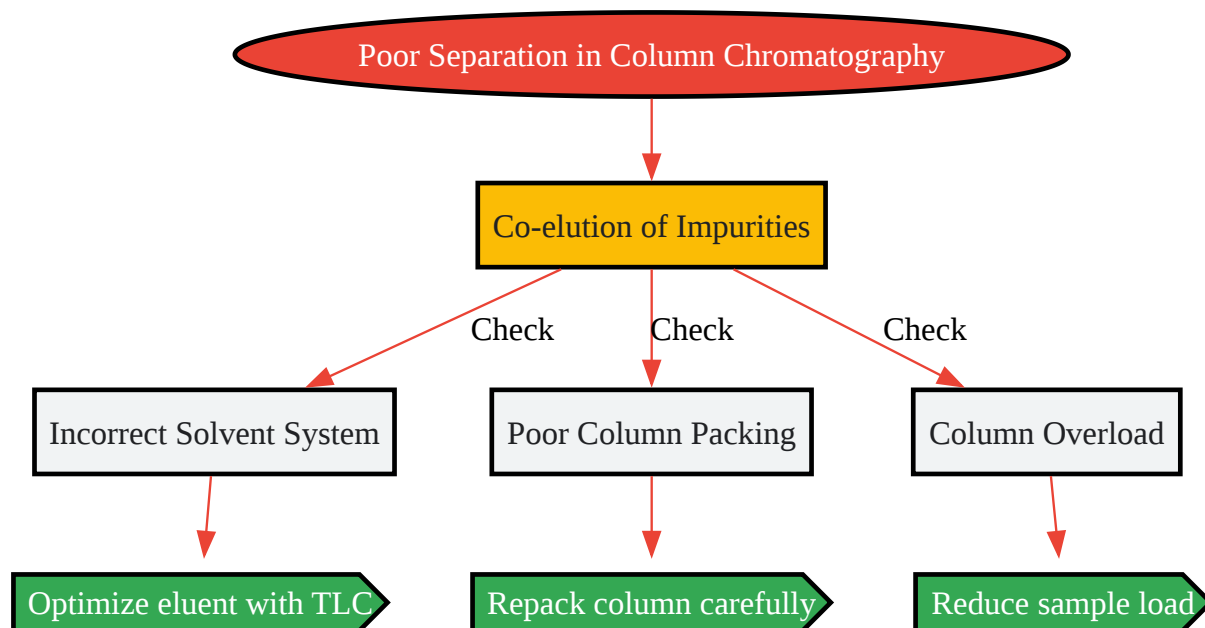 Poor Separation in Column Chromatography
Co-elution of Impurities
Check
Check
Check
Incorrect Solvent System
Poor Column Packing
Column Overload
Optimize eluent with TLC
Repack column carefully
Reduce sample load